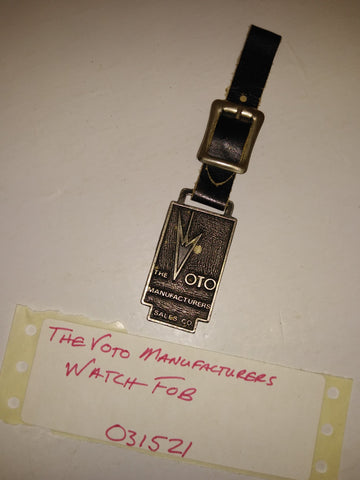 THE VOTO
MANUFACTURERS
SALES CO.
THE VOTO MANUFACTURERS
WATCH FOB
031521